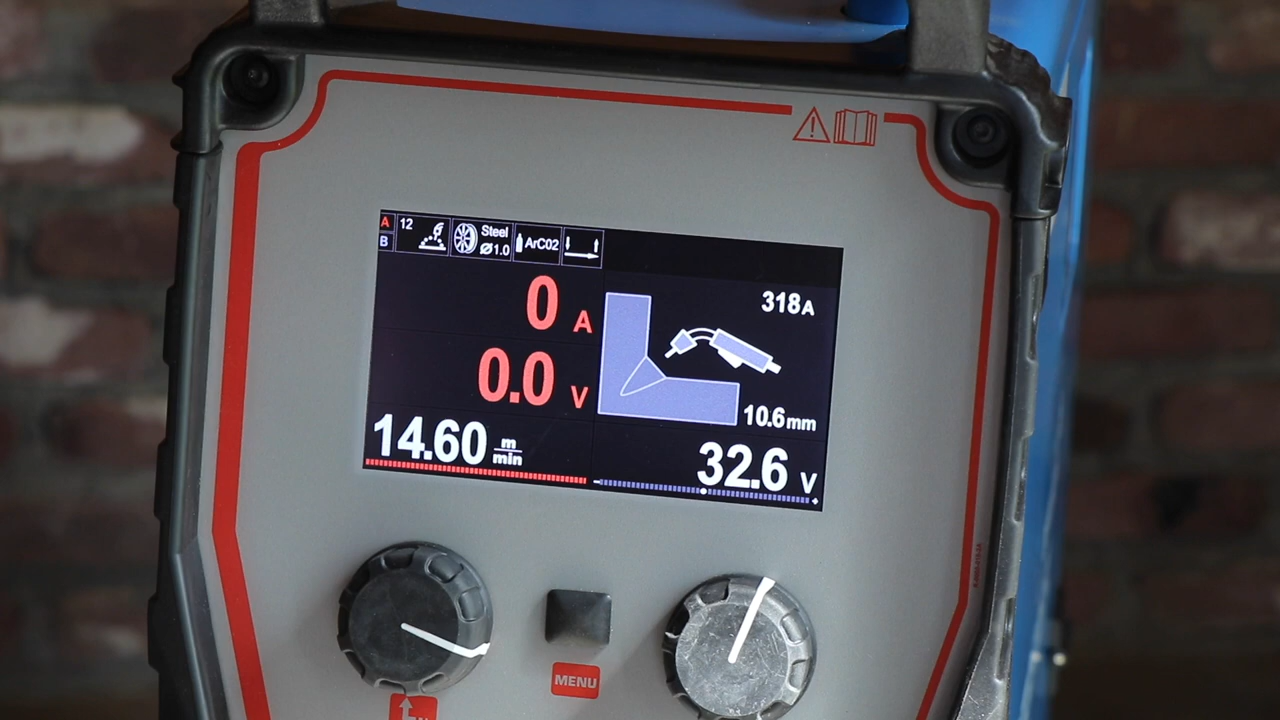 A 12 Steel ArC02
B Ø1.0
0 A
318A
0.0 V
10.6mm
14.60 m/min
32.6 V
MENU